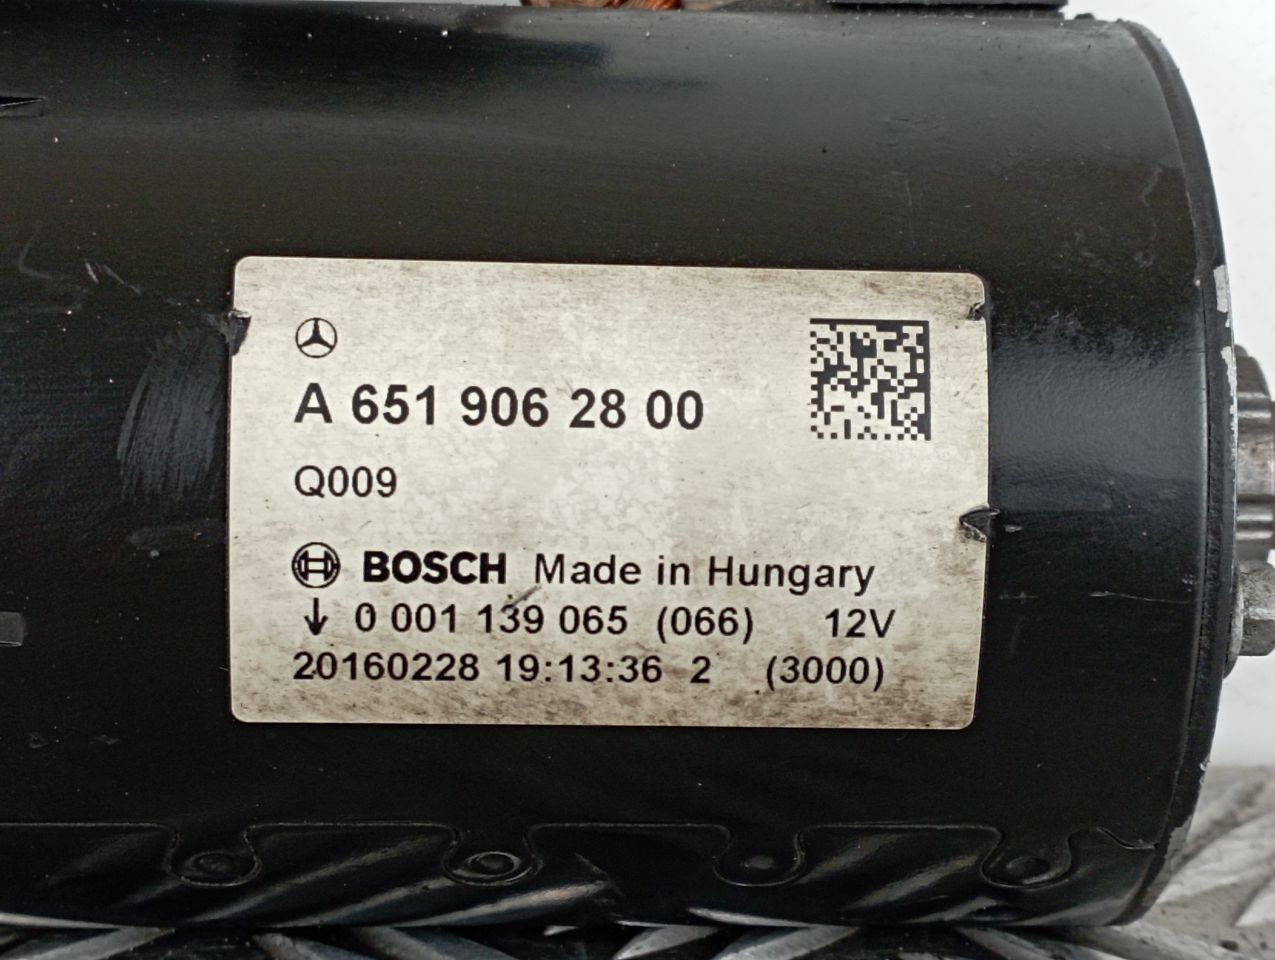 A 651 906 28 00
Q009
BOSCH Made in Hungary
↓ 0 001 139 065 (066) 12V
20160228 19:13:36 2 (3000)